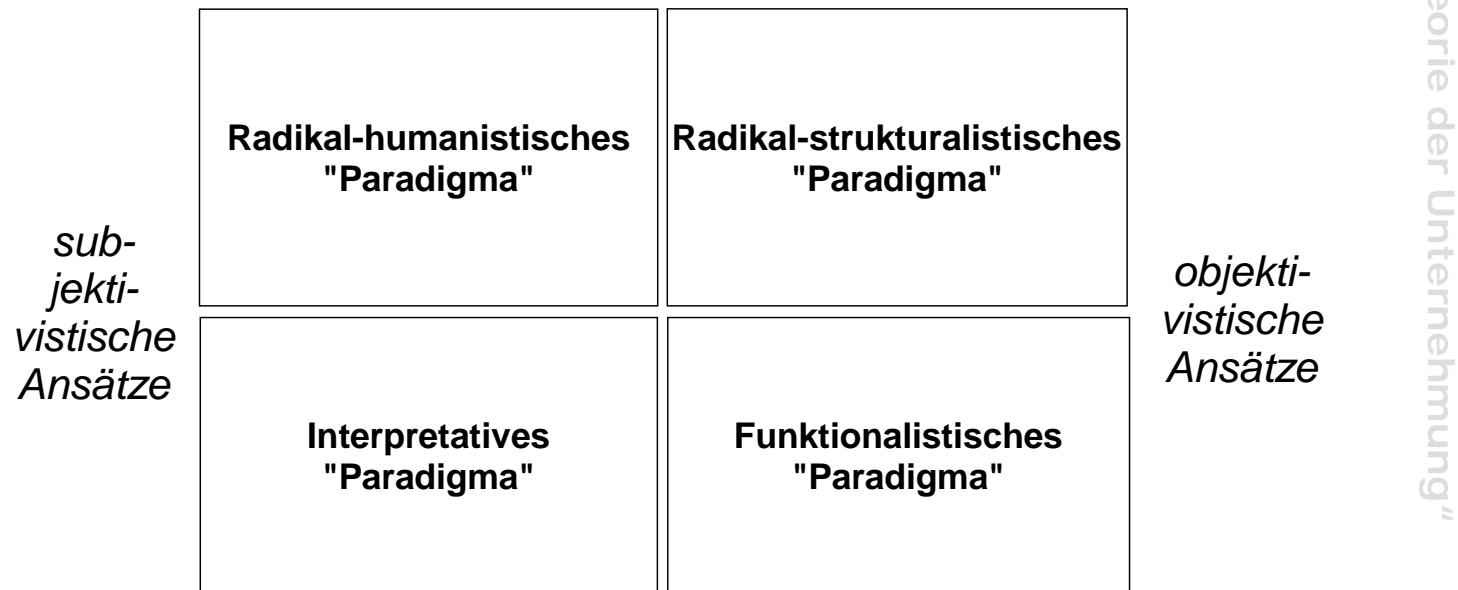 Radikal-humanistisches
"Paradigma"
Radikal-strukturalistisches
"Paradigma"
sub-
jekti-
vistische
Ansätze
objekti-
vistische
Ansätze
Interpretatives
"Paradigma"
Funktionalistisches
"Paradigma"
eorie der Unternehmung“